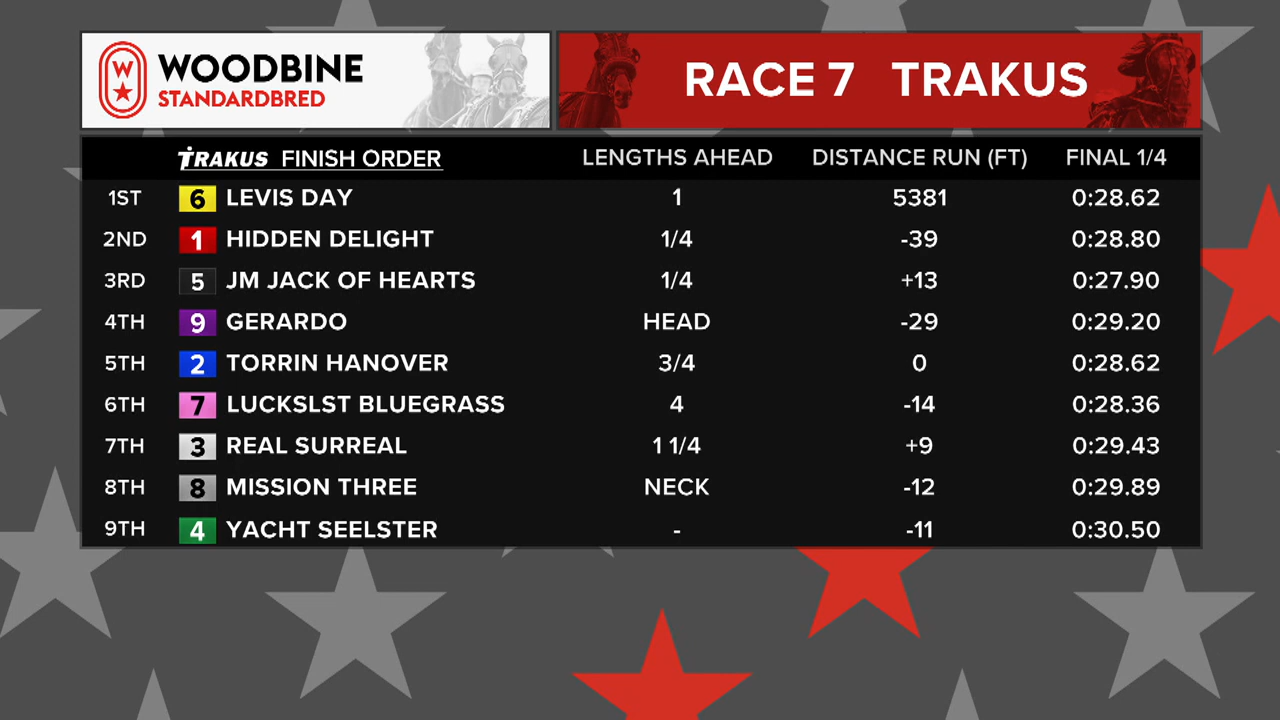 W
WOODBINE
STANDARDBRED
RACE 7 TRAKUS
TRAKUS FINISH ORDER LENGTHS AHEAD DISTANCE RUN (FT) FINAL 1/4
1ST 6 LEVIS DAY 1 5381 0:28.62
2ND 1 HIDDEN DELIGHT 1/4 -39 0:28.80
3RD 5 JM JACK OF HEARTS 1/4 +13 0:27.90
4TH 9 GERARDO HEAD -29 0:29.20
5TH 2 TORRIN HANOVER 3/4 0 0:28.62
6TH 7 LUCKSLST BLUEGRASS 4 -14 0:28.36
7TH 3 REAL SURREAL 1 1/4 +9 0:29.43
8TH 8 MISSION THREE NECK -12 0:29.89
9TH 4 YACHT SEELSTER - -11 0:30.50